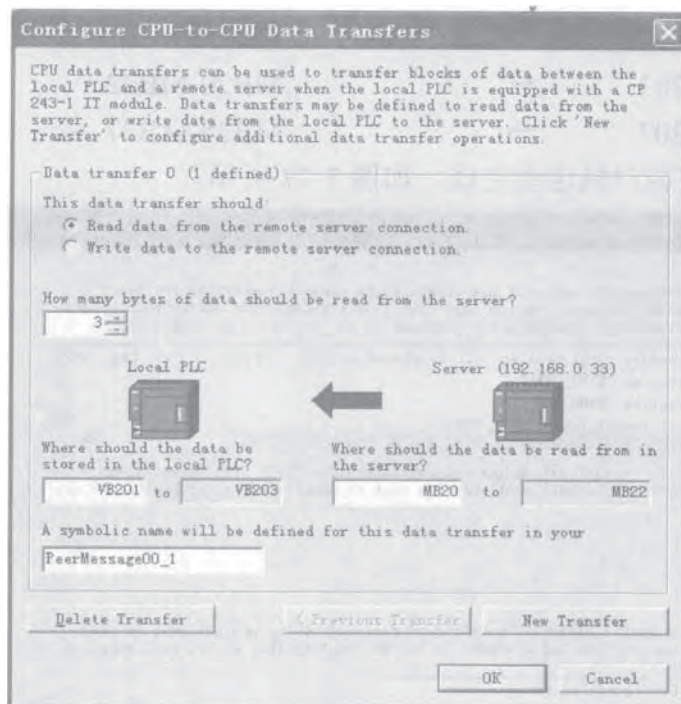 Configure CPU-to-CPU Data Transfers
CPU data transfers can be used to transfer blocks of data between the
local PLC and a remote server when the local PLC is equipped with a CP
243-1 IT module. Data transfers may be defined to read data from the
server, or write data from the local PLC to the server. Click 'New
Transfer' to configure additional data transfer operations.
Data transfer 0 (1 defined)
This data transfer should
Read data from the remote server connection.
Write data to the remote server connection.
How many bytes of data should be read from the server?
3
Local PLC
Server (192.168.0.33)
Where should the data be
stored in the local PLC?
VB201 to VB203
Where should the data be read from in
the server?
MB20 to MB22
A symbolic name will be defined for this data transfer in your
PeerMessage00_1
Delete Transfer
< Previous Transfer
New Transfer
OK
Cancel